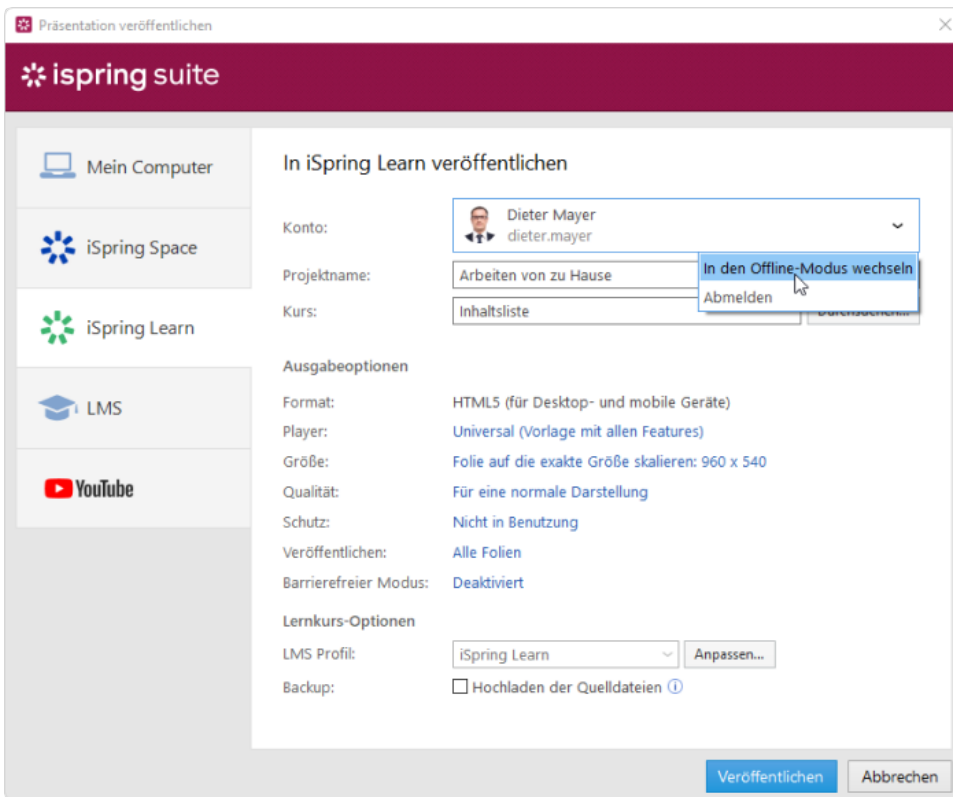 Präsentation veröffentlichen
ispring suite
Mein Computer
iSpring Space
iSpring Learn
LMS
YouTube
In iSpring Learn veröffentlichen
Konto:
Dieter Mayer
dieter.mayer
In den Offline-Modus wechseln
Abmelden
Projektname:
Arbeiten von zu Hause
Kurs:
Inhaltsliste
Durchsuchen...
Ausgabeoptionen
Format:
HTML5 (für Desktop- und mobile Geräte)
Player:
Universal (Vorlage mit allen Features)
Größe:
Folie auf die exakte Größe skalieren: 960 x 540
Qualität:
Für eine normale Darstellung
Schutz:
Nicht in Benutzung
Veröffentlichen:
Alle Folien
Barrierefreier Modus:
Deaktiviert
Lernkurs-Optionen
LMS Profil:
iSpring Learn
Anpassen...
Backup:
Hochladen der Quelldateien
Veröffentlichen
Abbrechen